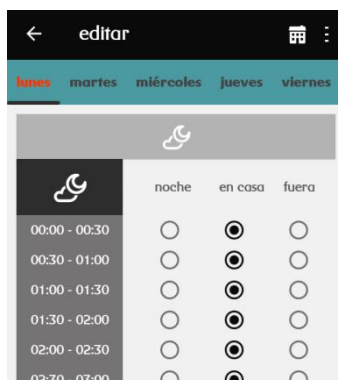 editar
lunes martes miércoles jueves viernes
noche en casa fuera
00:00 - 00:30
00:30 - 01:00
01:00 - 01:30
01:30 - 02:00
02:00 - 02:30